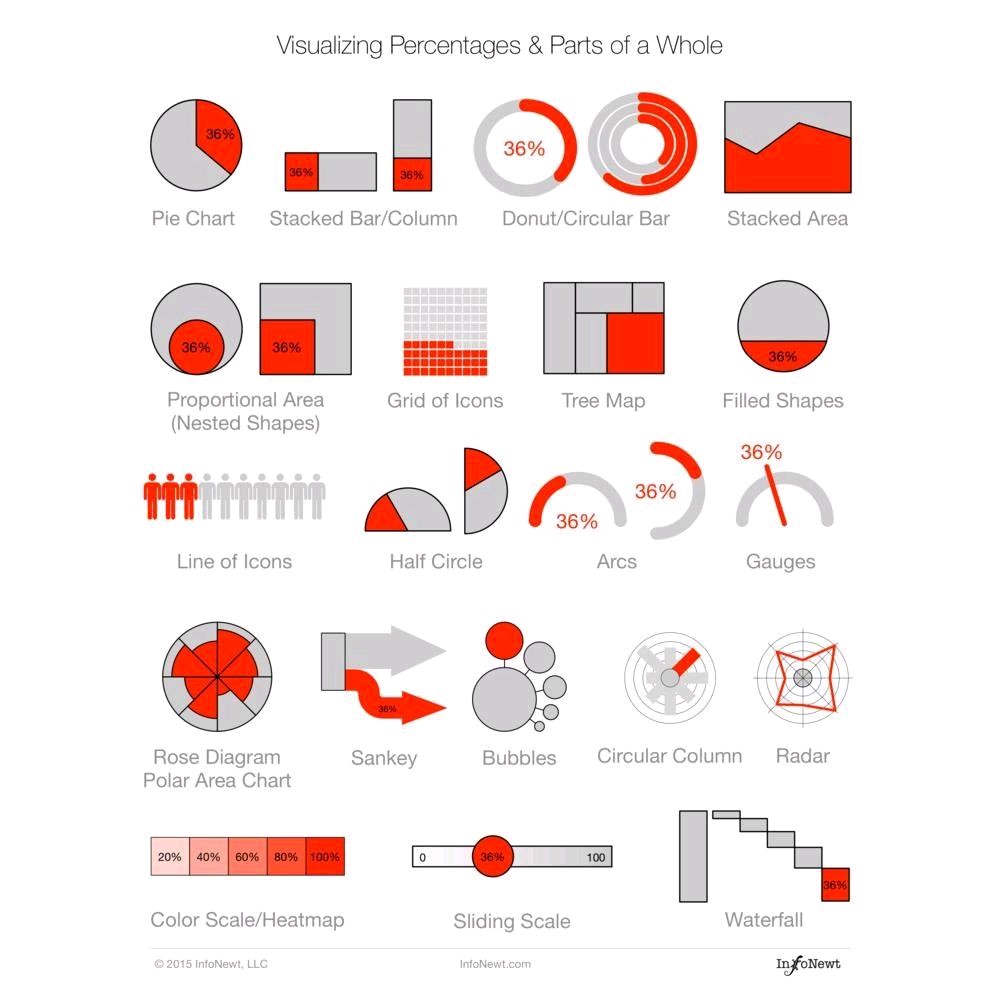 Visualizing Percentages & Parts of a Whole
36%
36%
36%
36%
Pie Chart
Stacked Bar/Column
Donut/Circular Bar
Stacked Area
36%
36%
36%
Proportional Area
(Nested Shapes)
Grid of Icons
Tree Map
Filled Shapes
36%
36%
36%
Line of Icons
Half Circle
Arcs
Gauges
36%
Rose Diagram
Polar Area Chart
Sankey
Bubbles
Circular Column
Radar
20% 40% 60% 80% 100%
0 36% 100
36%
Color Scale/Heatmap
Sliding Scale
Waterfall
© 2015 InfoNewt, LLC
InfoNewt.com
InfoNewt